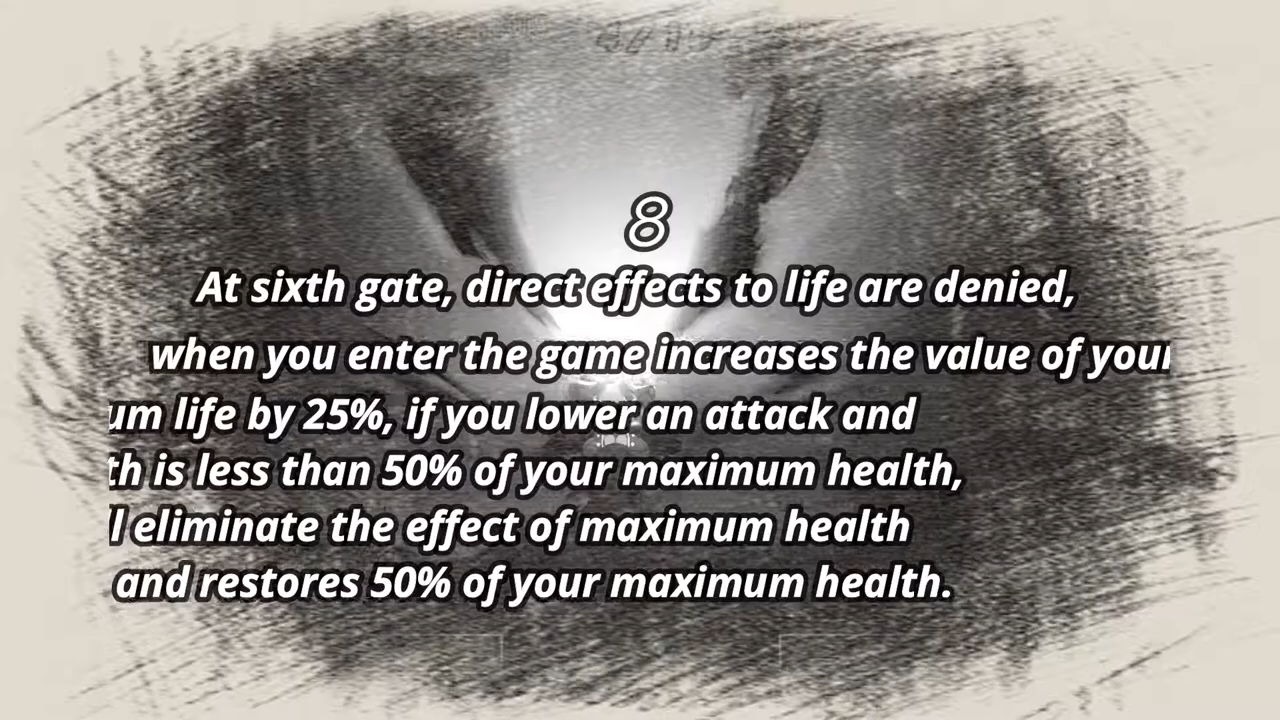 8
At sixth gate, direct effects to life are denied,
when you enter the game increases the value of your
um life by 25%, if you lower an attack and
th is less than 50% of your maximum health,
l eliminate the effect of maximum health
and restores 50% of your maximum health.